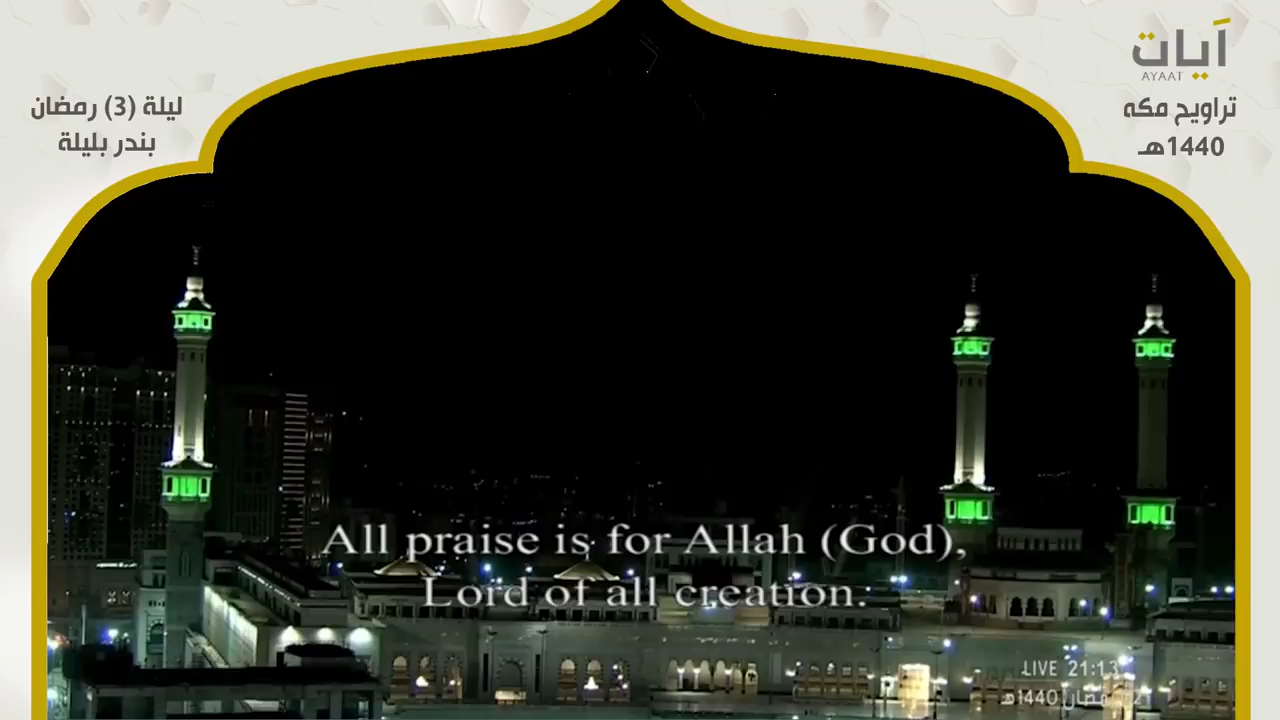 آيات
AYAAT
تراويح مكه
1440هـ
ليلة (3) رمضان
بندر بليلة
All praise is for Allah (God),
Lord of all creation.
LIVE 21:13
1440هـ